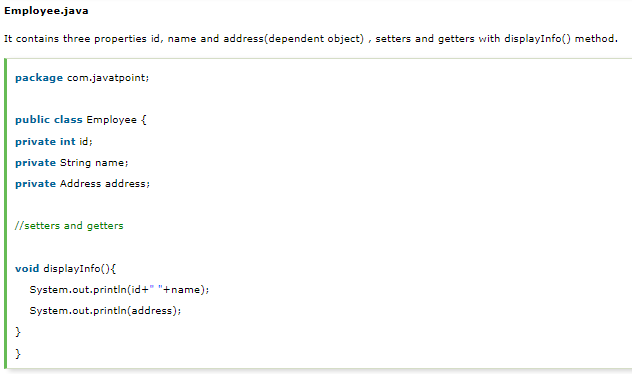 Employee.java
It contains three properties id, name and address(dependent object) , setters and getters with displayInfo() method.
package com.javatpoint;
public class Employee {
private int id;
private String name;
private Address address;
//setters and getters
void displayInfo(){
System.out.println(id+" "+name);
System.out.println(address);
}
}